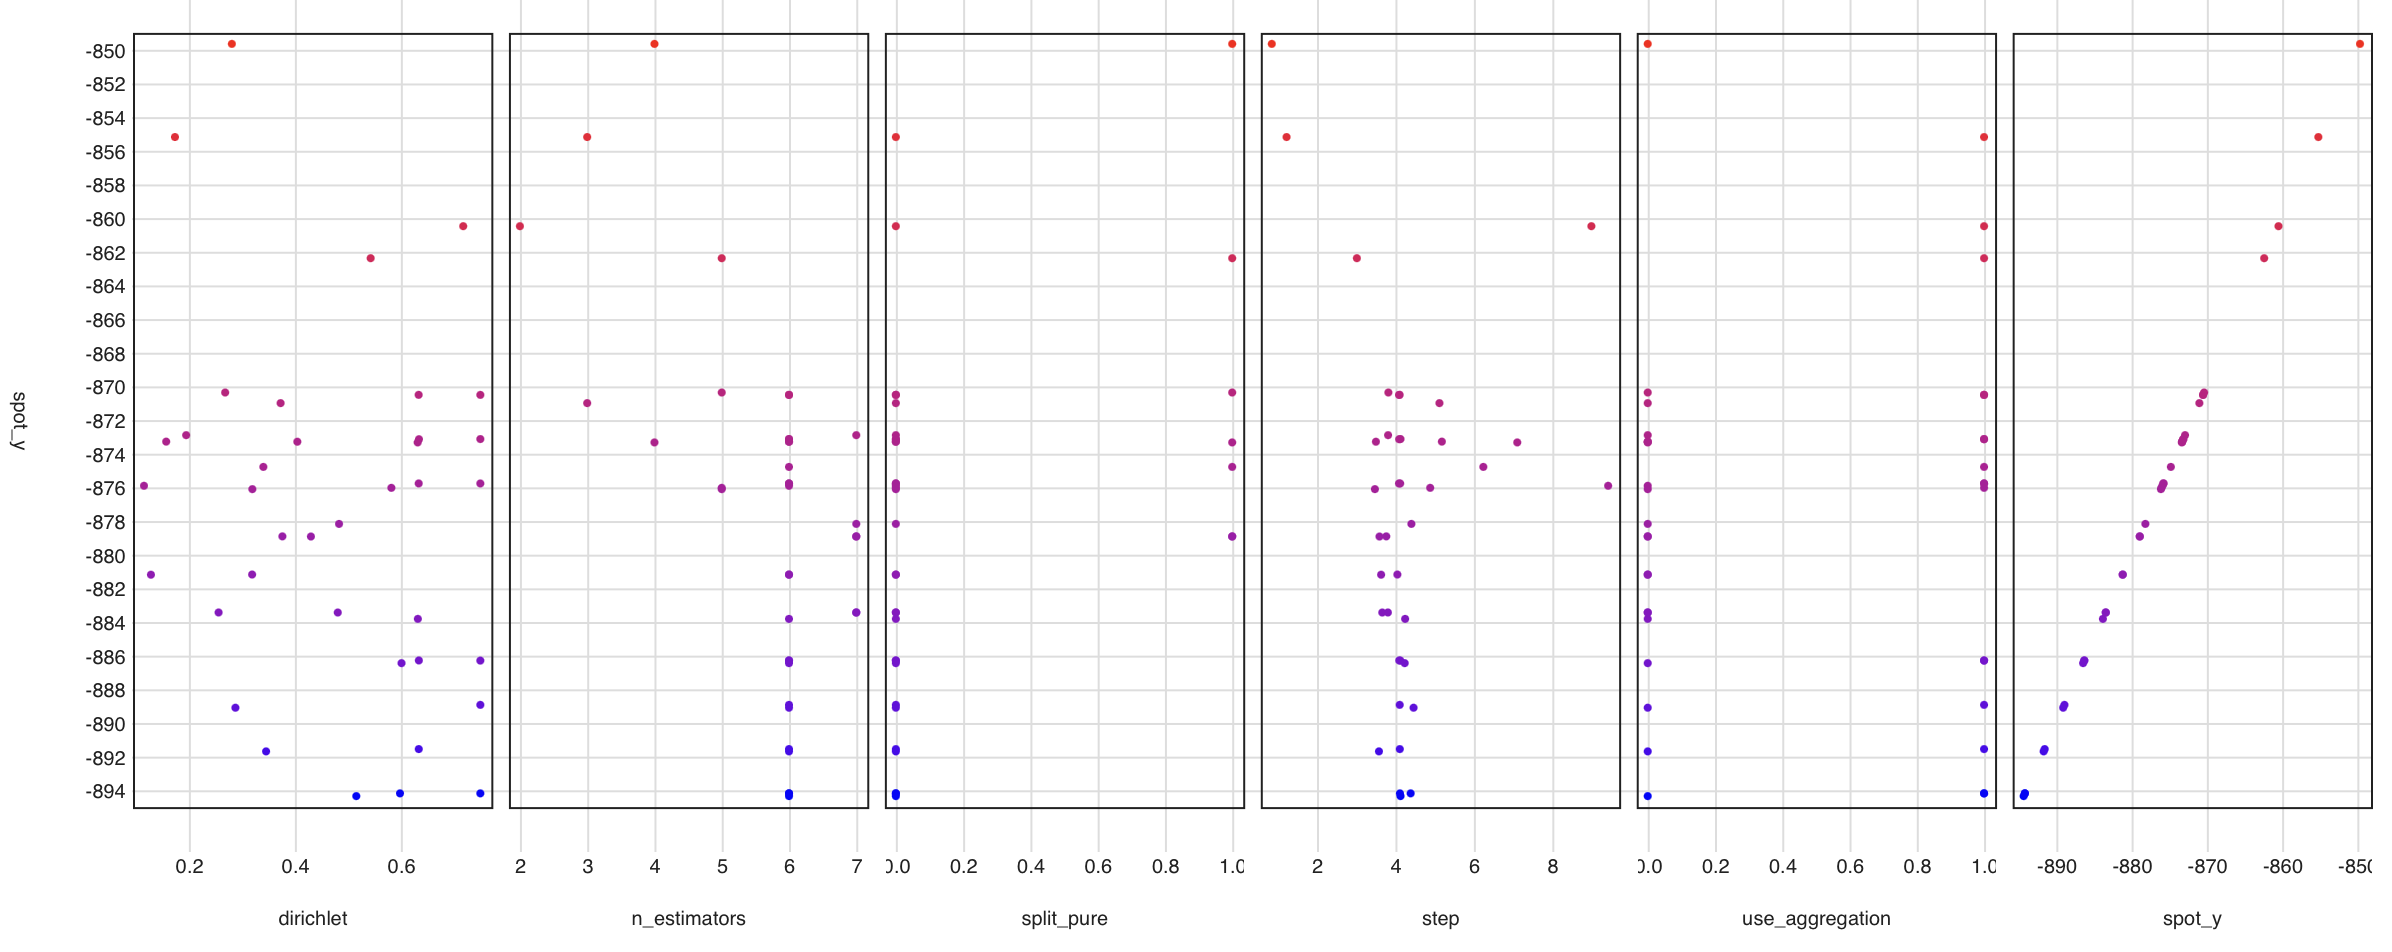 spot_y
-850
-852
-854
-856
-858
-860
-862
-864
-866
-868
-870
-872
-874
-876
-878
-880
-882
-884
-886
-888
-890
-892
-894
0.2 0.4 0.6
2 3 4 5 6 7
0.0 0.2 0.4 0.6 0.8 1.0
2 4 6 8
0.0 0.2 0.4 0.6 0.8 1.0
-890 -880 -870 -860 -850
dirichlet n_estimators split_pure step use_aggregation spot_y